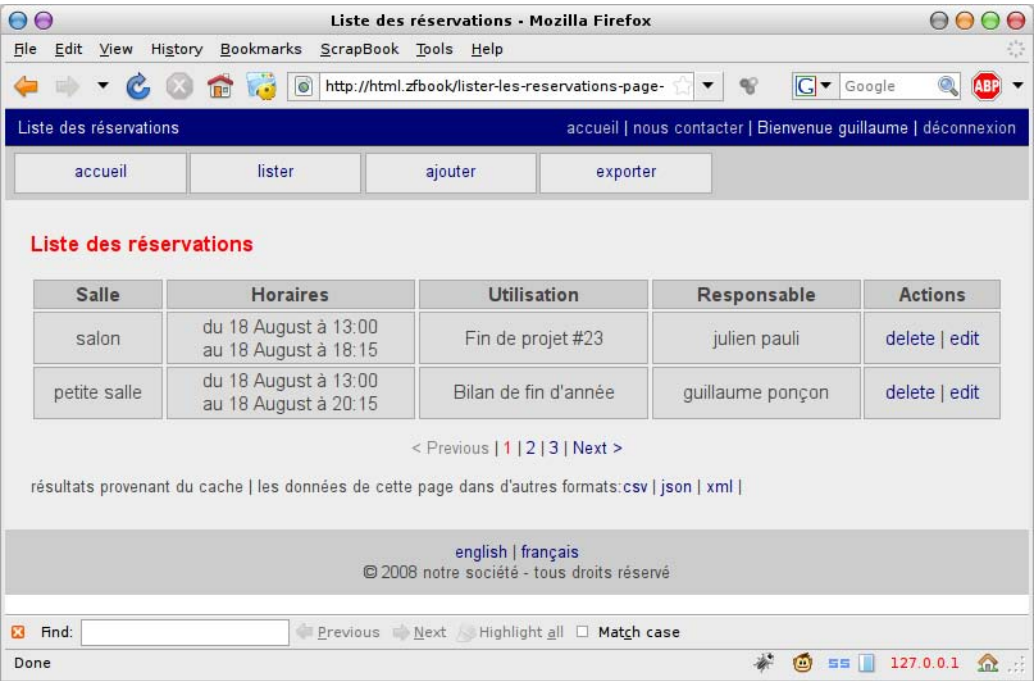 Liste des réservations - Mozilla Firefox
File Edit View History Bookmarks ScrapBook Tools Help
http://html.zfbook/lister-les-reservations-page- G Google ABP
Liste des réservations accueil | nous contacter | Bienvenue guillaume | déconnexion
accueil lister ajouter exporter
Liste des réservations
Salle Horaires Utilisation Responsable Actions
salon du 18 August à 13:00 au 18 August à 18:15 Fin de projet #23 julien pauli delete | edit
petite salle du 18 August à 13:00 au 18 August à 20:15 Bilan de fin d'année guillaume ponçon delete | edit
< Previous | 1 | 2 | 3 | Next >
résultats provenant du cache | les données de cette page dans d'autres formats:csv | json | xml |
english | français
© 2008 notre société - tous droits réservé
Find: Previous Next Highlight all Match case
Done SS 127.0.0.1